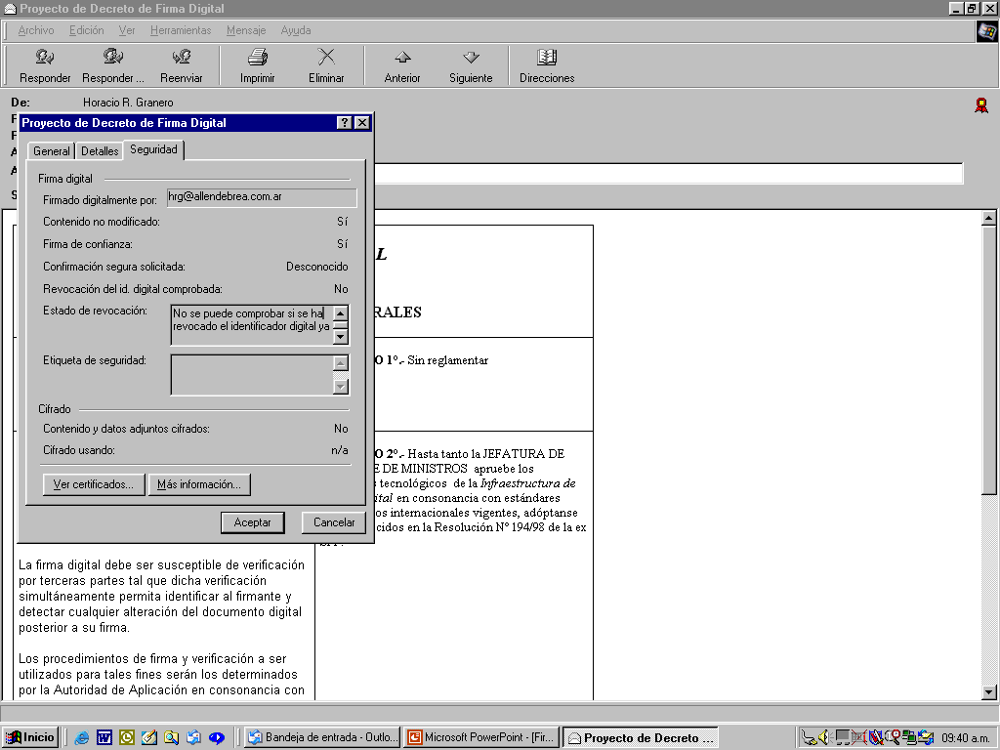 Proyecto de Decreto de Firma Digital
Archivo Edición Ver Herramientas Mensaje Ayuda
Responder Responder ... Reenviar Imprimir Eliminar Anterior Siguiente Direcciones
De: Horacio R. Granero
Proyecto de Decreto de Firma Digital
General Detalles Seguridad
Firma digital
Firmado digitalmente por: hrg@allendebrea.com.ar
Contenido no modificado: Sí
Firma de confianza: Sí
Confirmación segura solicitada: Desconocido
Revocación del id. digital comprobada: No
Estado de revocación: No se puede comprobar si se ha
revocado el identificador digital ya
Etiqueta de seguridad:
Cifrado
Contenido y datos adjuntos cifrados: No
Cifrado usando: n/a
Ver certificados... Más información...
Aceptar Cancelar
L
RALES
O 1º.- Sin reglamentar
O 2º.- Hasta tanto la JEFATURA DE
E DE MINISTROS apruebe los
s tecnológicos de la Infraestructura de
ital en consonancia con estándares
os internacionales vigentes, adóptanse
cidos en la Resolución Nº 194/98 de la ex
La firma digital debe ser susceptible de verificación
por terceras partes tal que dicha verificación
simultáneamente permita identificar al firmante y
detectar cualquier alteración del documento digital
posterior a su firma.
Los procedimientos de firma y verificación a ser
utilizados para tales fines serán los determinados
por la Autoridad de Aplicación en consonancia con
Inicio Bandeja de entrada - Outlo... Microsoft PowerPoint - [Fir... Proyecto de Decreto ... 09:40 a.m.